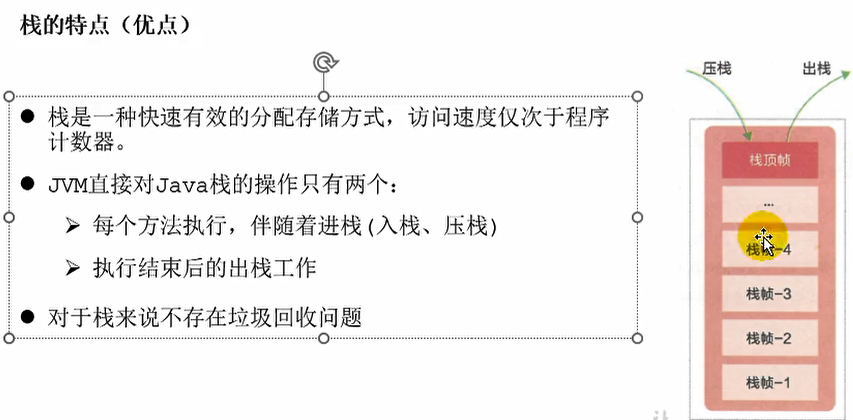 栈的特点（优点）
● 栈是一种快速有效的分配存储方式，访问速度仅次于程序
计数器。
● JVM直接对Java栈的操作只有两个：
➢ 每个方法执行，伴随着进栈(入栈、压栈)
➢ 执行结束后的出栈工作
● 对于栈来说不存在垃圾回收问题
压栈
出栈
栈顶帧
...
栈帧-4
栈帧-3
栈帧-2
栈帧-1